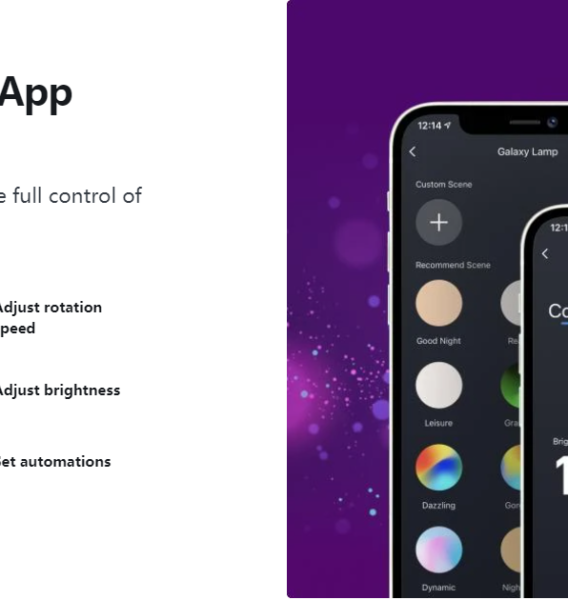 App
full control of
Adjust rotation
speed
Adjust brightness
Set automations
12:14
Galaxy Lamp
Custom Scene
Recommend Scene
Good Night
Leisure
Dazzling
Dynamic